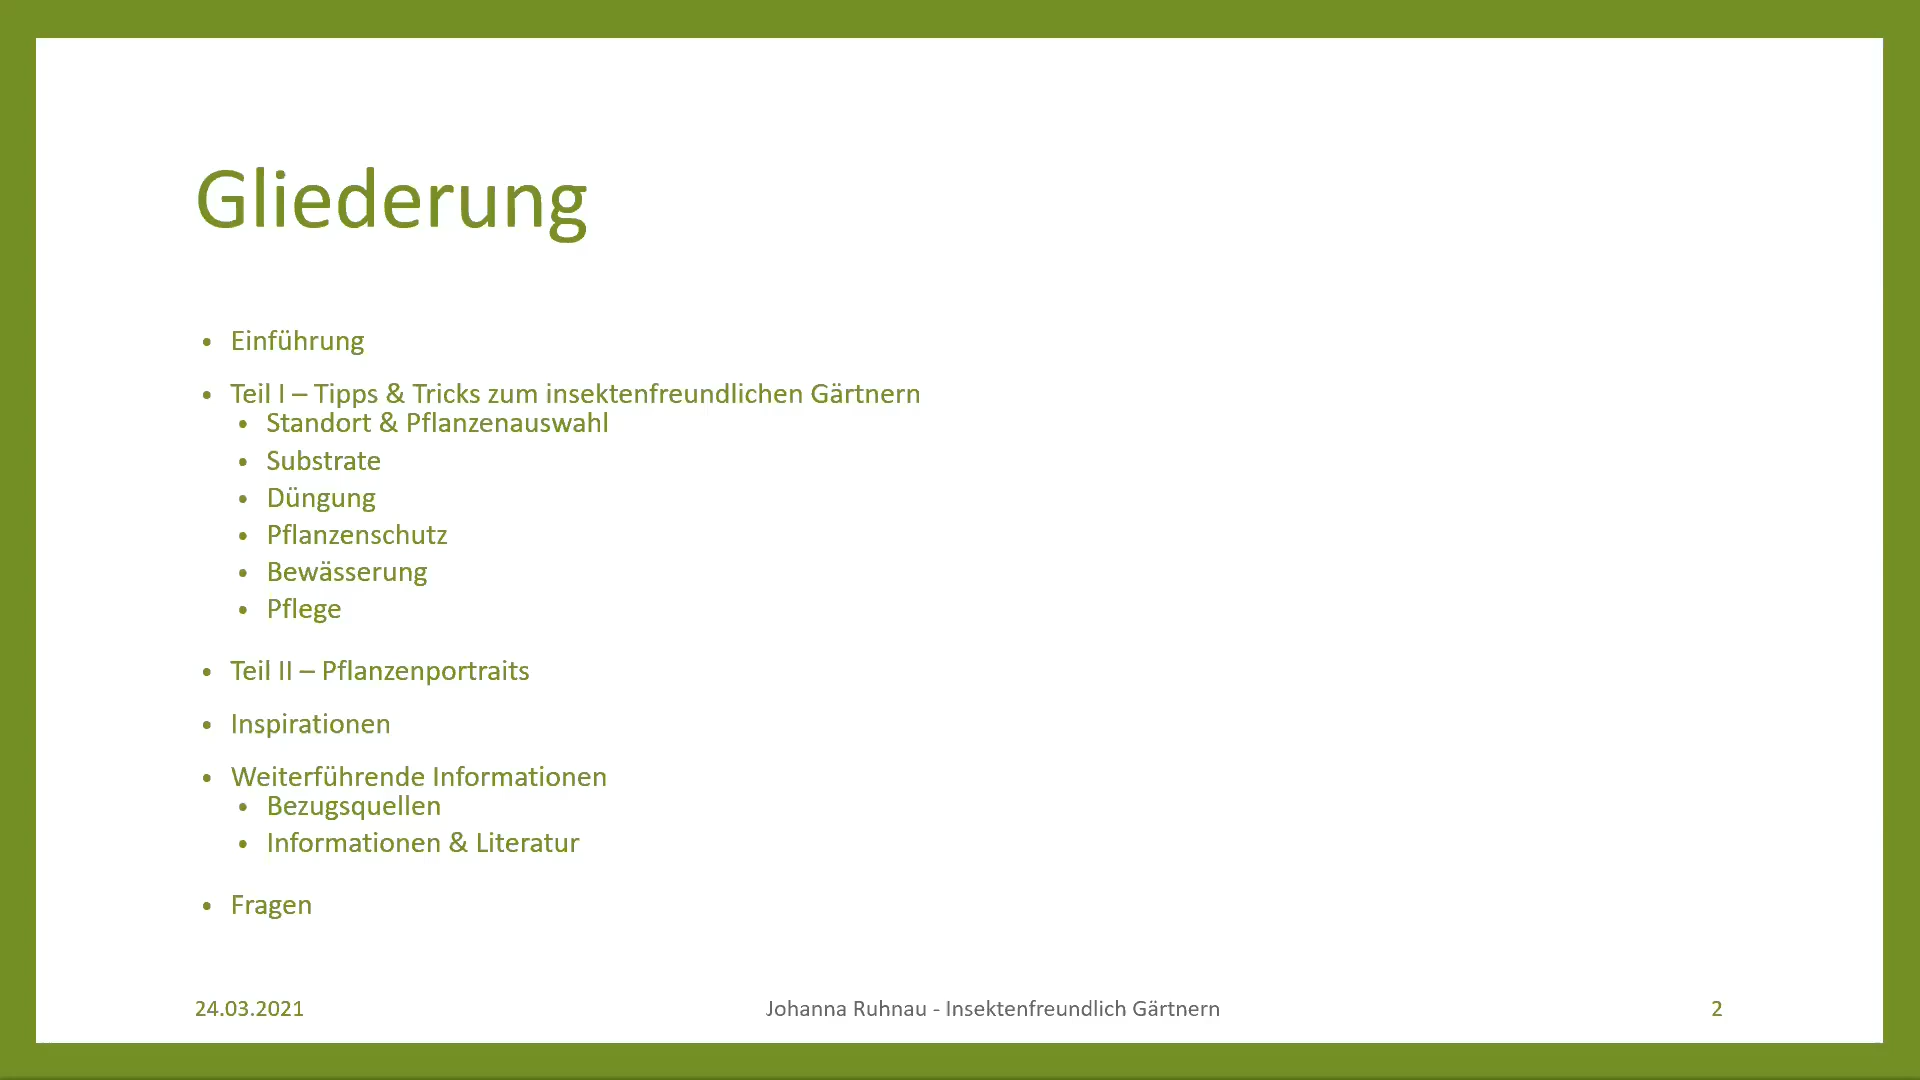 Gliederung
• Einführung
• Teil I – Tipps & Tricks zum insektenfreundlichen Gärtnern
• Standort & Pflanzenauswahl
• Substrate
• Düngung
• Pflanzenschutz
• Bewässerung
• Pflege
• Teil II – Pflanzenportraits
• Inspirationen
• Weiterführende Informationen
• Bezugsquellen
• Informationen & Literatur
• Fragen
24.03.2021
Johanna Ruhnau - Insektenfreundlich Gärtnern
2